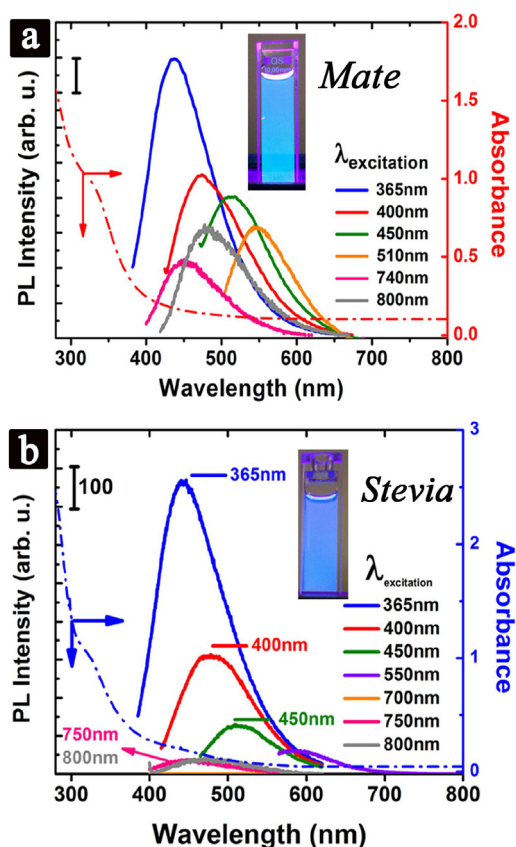 a
Mate
QS
PL Intensity (arb. u.)
Absorbance
2.0
1.5
1.0
0.5
0.0
λexcitation
365nm
400nm
450nm
510nm
740nm
800nm
300 400 500 600 700 800
Wavelength (nm)
b
Stevia
PL Intensity (arb. u.)
Absorbance
100
3
2
1
0
365nm
400nm
450nm
750nm
800nm
λexcitation
365nm
400nm
450nm
550nm
700nm
750nm
800nm
300 400 500 600 700 800
Wavelength (nm)